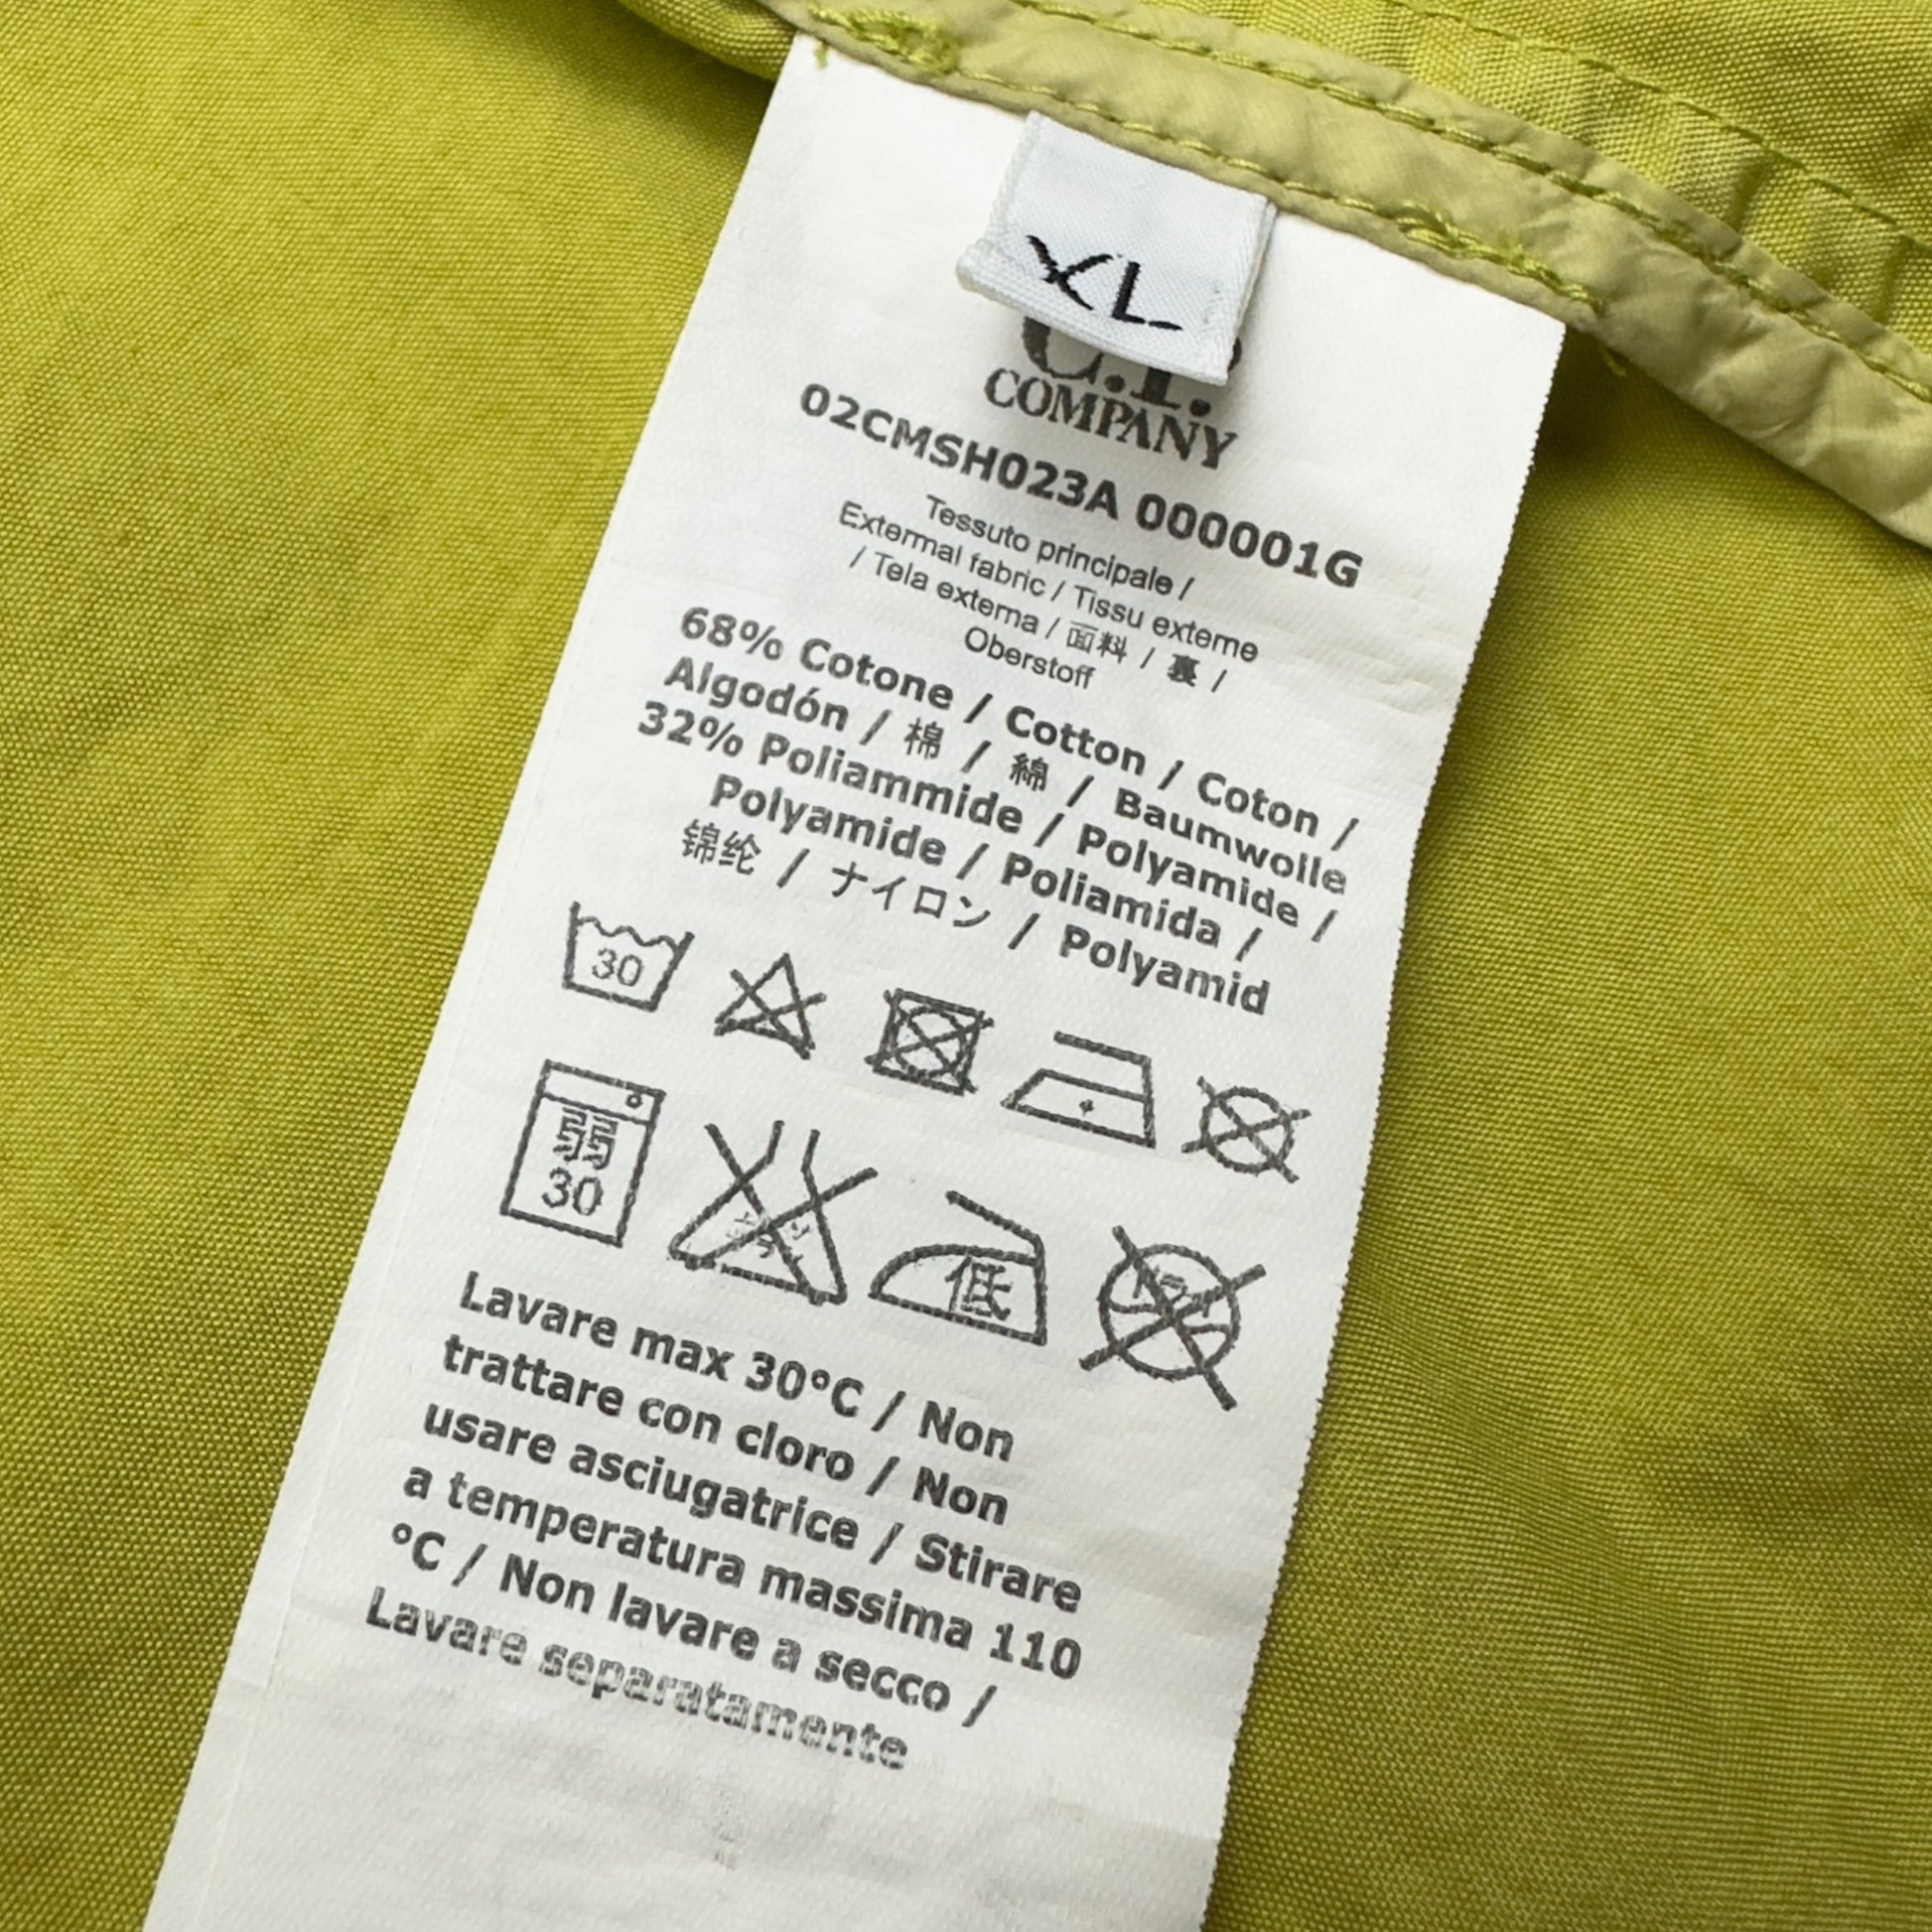 XL
C.P.
COMPANY
02CMSH023A 000001G
Tessuto principale /
External fabric / Tissu externe
/ Tela externa / 面料 / 裏 /
Oberstoff
68% Cotone / Cotton / Coton /
Algodón / 棉 / 綿 / Baumwolle
32% Poliammide / Polyamide /
Polyamide / Poliamida /
锦纶 / ナイロン / Polyamid
30
弱
30
低
Lavare max 30°C / Non
trattare con cloro / Non
usare asciugatrice / Stirare
a temperatura massima 110
°C / Non lavare a secco /
Lavare separatamente